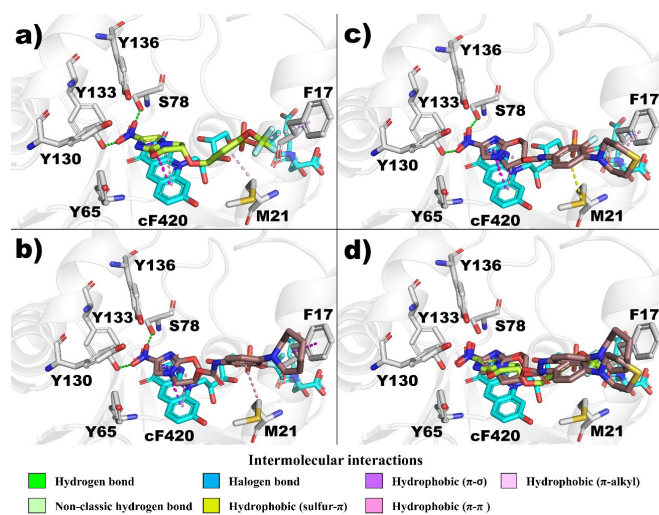 a)
Y136
Y133
S78
F17
Y130
Y65
cF420
M21
c)
Y136
Y133
S78
F17
Y130
Y65
cF420
M21
b)
Y136
Y133
S78
F17
Y130
Y65
cF420
M21
d)
Y136
Y133
S78
F17
Y130
Y65
cF420
M21
Intermolecular interactions
Hydrogen bond
Halogen bond
Hydrophobic (π-σ)
Hydrophobic (π-alkyl)
Non-classic hydrogen bond
Hydrophobic (sulfur-π)
Hydrophobic (π-π )